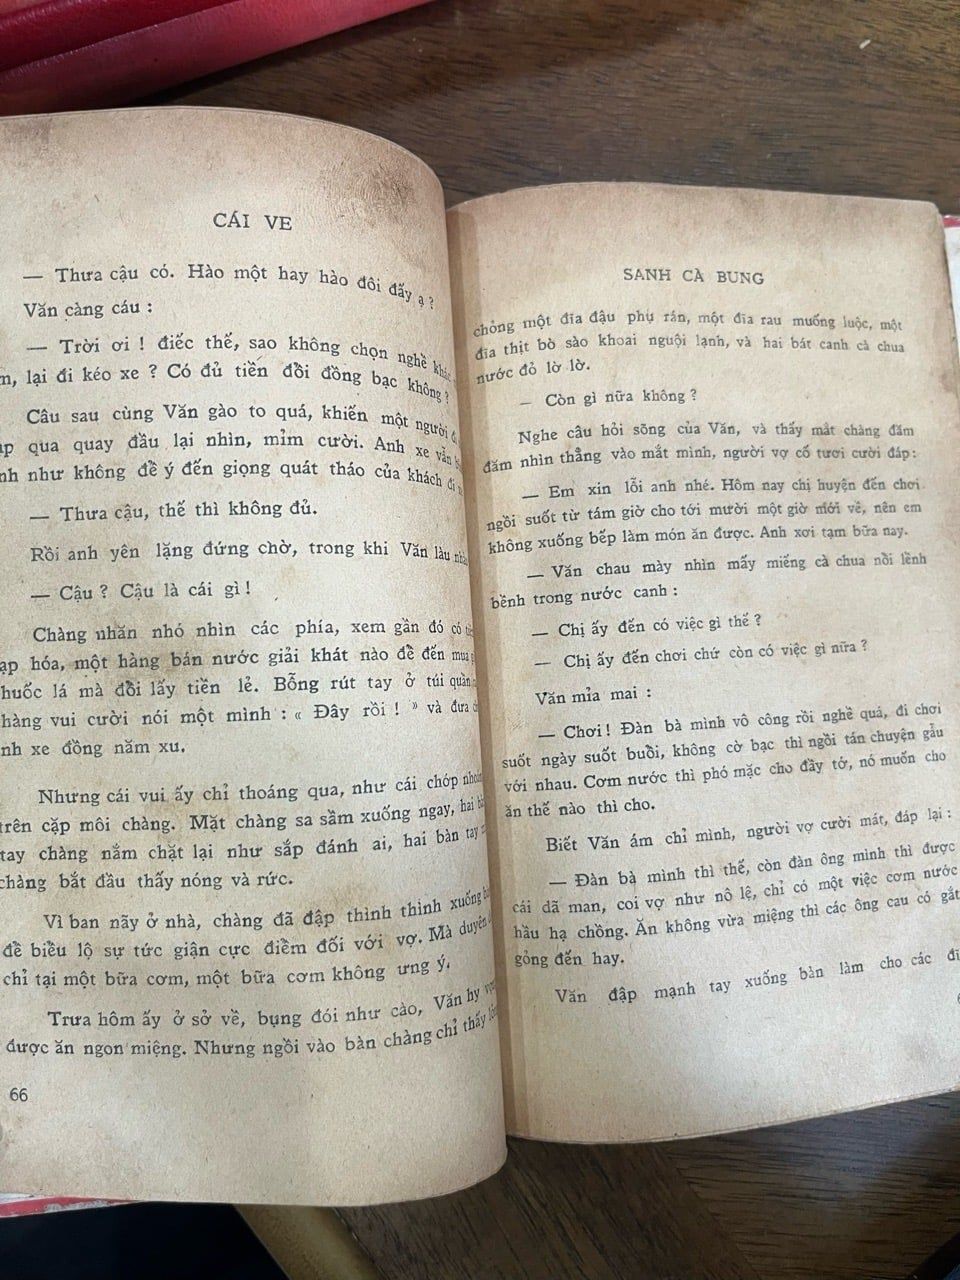 CÁI VE
— Thưa cậu có. Hào một hay hào đôi đấy ạ ?
Văn càng cáu :
— Trời ơi ! điếc thế, sao không chọn nghề
lại đi kéo xe ? Có đủ tiền đổi đồng bạc không ?
Câu sau cùng Văn gào to quá, khiến một người
qua quay đầu lại nhìn, mỉm cười. Anh xe vẫn
như không để ý đến giọng quát tháo của khách đi
— Thưa cậu, thế thì không đủ.
Rồi anh yên lặng đứng chờ, trong khi Văn làu
— Cậu ? Cậu là cái gì !
Chàng nhăn nhó nhìn các phía, xem gần đó có
hóa, một hàng bán nước giải khát nào để đến mua
lá mà đổi lấy tiền lẻ. Bỗng rút tay ở túi quần
vui cười nói một mình : « Đây rồi ! » và đưa
xe đồng năm xu.
Nhưng cái vui ấy chỉ thoáng qua, như cái chớp
trên cặp môi chàng. Mặt chàng sa sầm xuống ngay, hai
tay chàng nắm chặt lại như sắp đánh ai, hai bàn tay
chàng bắt đầu thấy nóng và rức.
Vì ban nãy ở nhà, chàng đã đập thình thình xuống
để biểu lộ sự tức giận cực điểm đối với vợ. Mà duyên
chỉ tại một bữa cơm, một bữa cơm không ưng ý.
Trưa hôm ấy ở sở về, bụng đói như cào, Văn hy
được ăn ngon miệng. Nhưng ngồi vào bàn chàng chỉ thấy
66
SANH CÀ BUNG
chỏng một đĩa đậu phụ rán, một đĩa rau muống luộc, một
đĩa thịt bò sào khoai nguội lạnh, và hai bát canh cà chua
nước đỏ lờ lờ.
— Còn gì nữa không ?
Nghe câu hỏi sõng của Văn, và thấy mắt chàng đăm
đăm nhìn thẳng vào mắt mình, người vợ cố tươi cười đáp:
— Em xin lỗi anh nhé. Hôm nay chị huyện đến chơi
ngồi suốt từ tám giờ cho tới mười một giờ mới về, nên em
không xuống bếp làm món ăn được. Anh xơi tạm bữa nay.
— Văn chau mày nhìn mấy miếng cà chua nổi lềnh
bềnh trong nước canh :
— Chị ấy đến có việc gì thế ?
— Chị ấy đến chơi chứ còn có việc gì nữa ?
Văn mỉa mai :
— Chơi ! Đàn bà mình vô công rồi nghề quá, đi chơi
suốt ngày suốt buổi, không cờ bạc thì ngồi tán chuyện gẫu
với nhau. Cơm nước thì phó mặc cho đầy tớ, nó muốn cho
ăn thế nào thì cho.
Biết Văn ám chỉ mình, người vợ cười mát, đáp lại :
— Đàn bà mình thì thế, còn đàn ông mình thì được
cái dã man, coi vợ như nô lệ, chỉ có một việc cơm nước
hầu hạ chồng. Ăn không vừa miệng thì các ông cau có gắt
gỏng đến hay.
Văn đập mạnh tay xuống bàn làm cho các đĩ